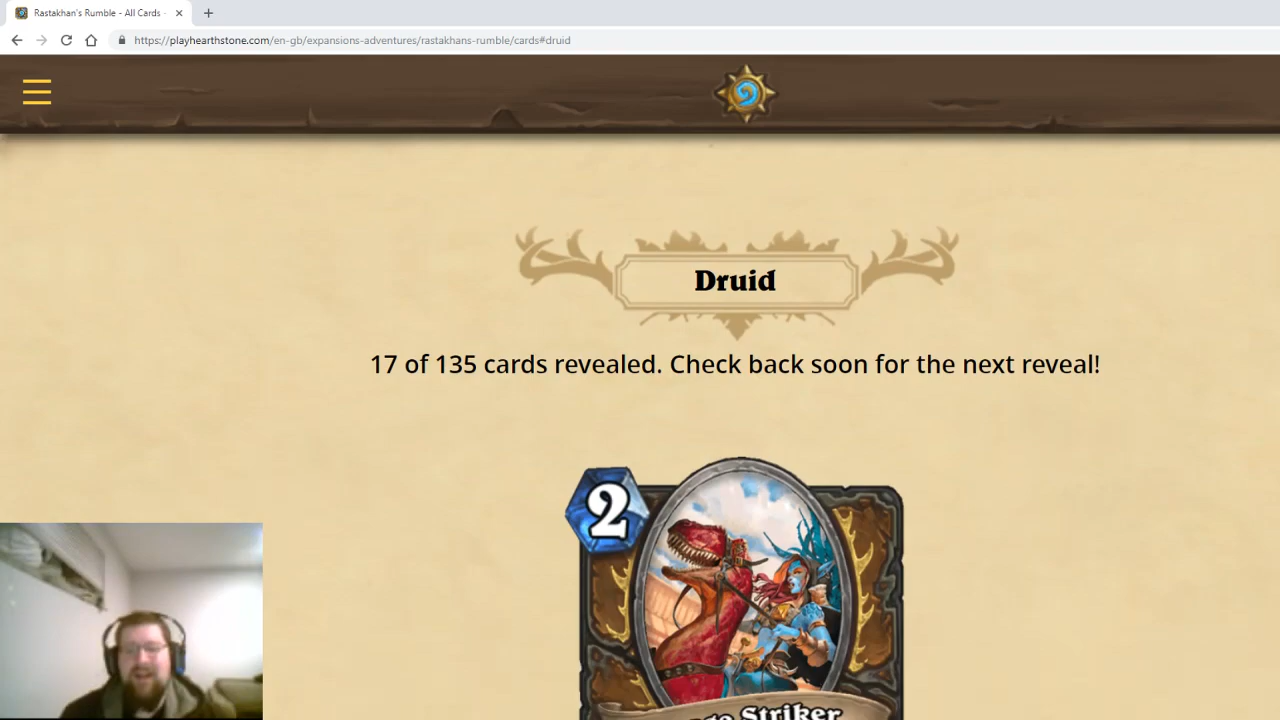 Rastakhan's Rumble - All Cards -
https://playhearthstone.com/en-gb/expansions-adventures/rastakhans-rumble/cards#druid
Druid
17 of 135 cards revealed. Check back soon for the next reveal!
2
Striker